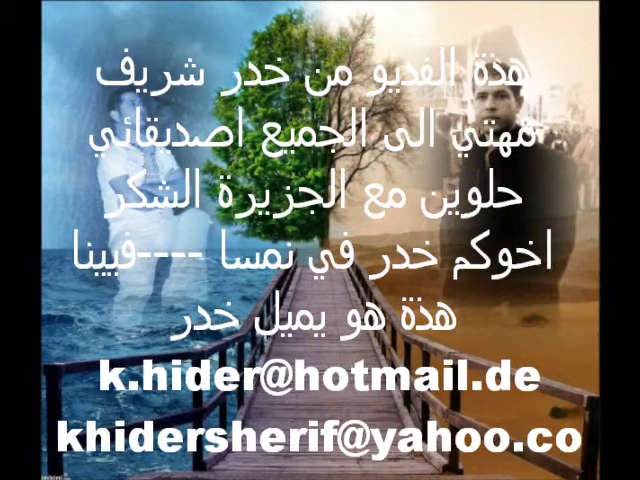 هذة الفديو من خدر شريف
مهتي الى الجميع اصديقائي
حلوين مع الجزيرة الشكر
اخوكم خدر في نمسا ----فيينا
هذة هو يميل خدر
k.hider@hotmail.de
khidersherif@yahoo.co